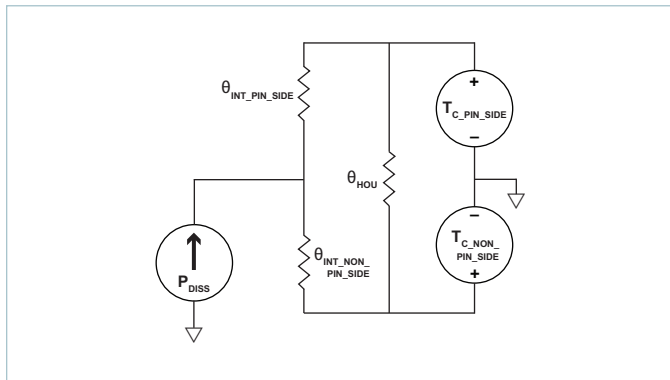 θINT_PIN_SIDE
+
TC_PIN_SIDE
–
θHOU
–
TC_NON_
PIN_SIDE
+
θINT_NON_
PIN_SIDE
PDISS